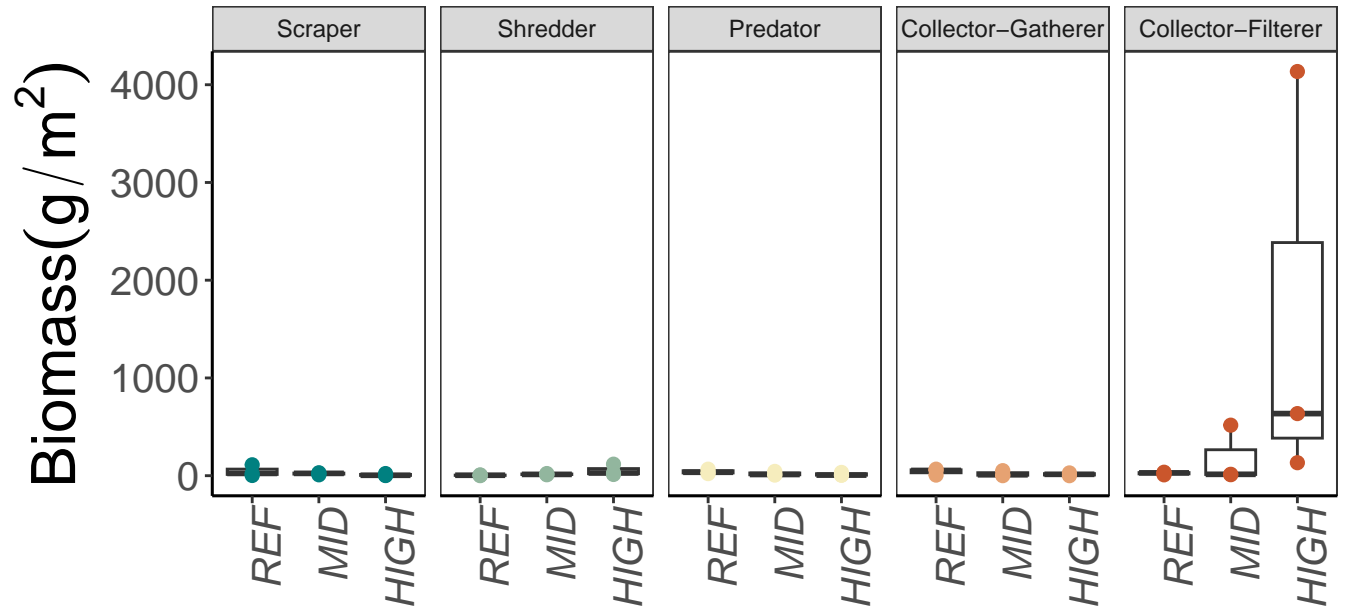 Scraper
Shredder
Predator
Collector−Gatherer
Collector−Filterer
Biomass(g/m²)
4000
3000
2000
1000
0
REF
MID
HIGH
REF
MID
HIGH
REF
MID
HIGH
REF
MID
HIGH
REF
MID
HIGH